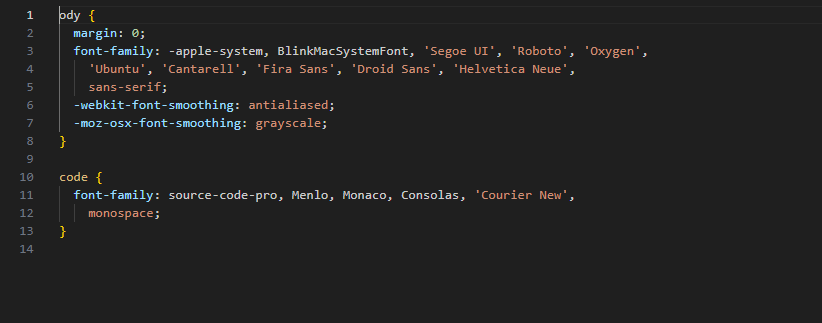 1 ody {
2   margin: 0;
3   font-family: -apple-system, BlinkMacSystemFont, 'Segoe UI', 'Roboto', 'Oxygen',
4     'Ubuntu', 'Cantarell', 'Fira Sans', 'Droid Sans', 'Helvetica Neue',
5     sans-serif;
6   -webkit-font-smoothing: antialiased;
7   -moz-osx-font-smoothing: grayscale;
8 }
9
10 code {
11   font-family: source-code-pro, Menlo, Monaco, Consolas, 'Courier New',
12     monospace;
13 }
14